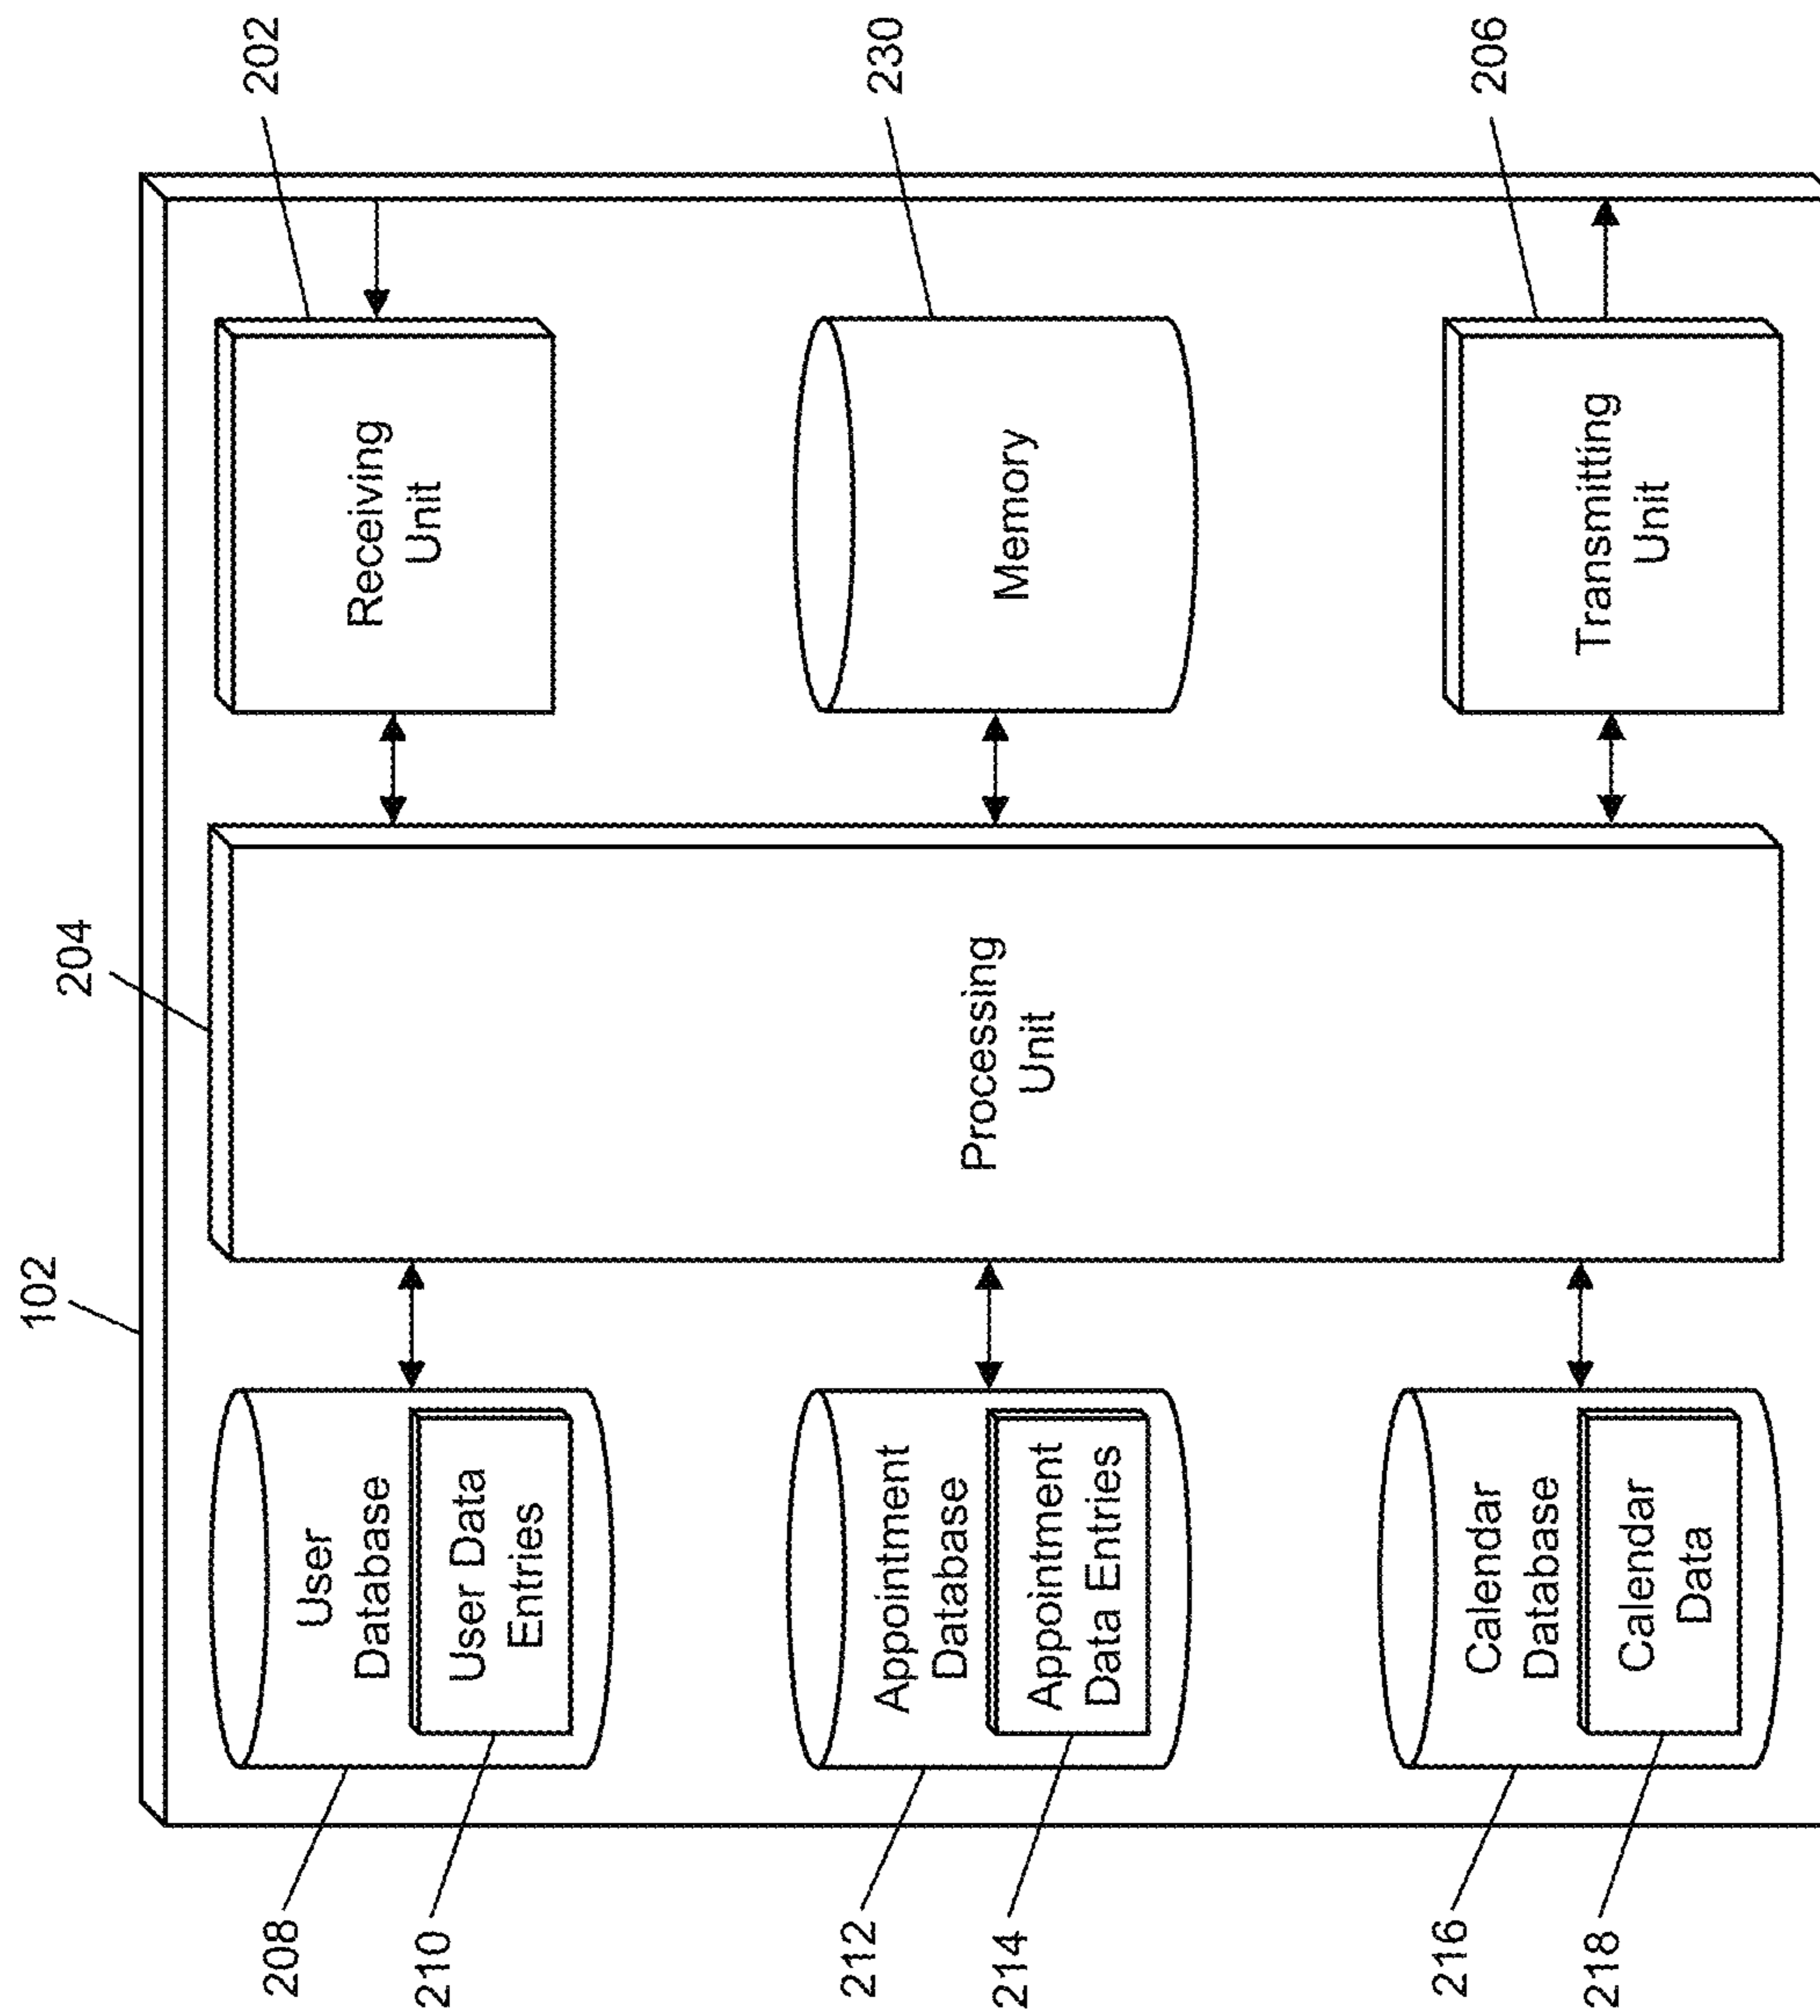 102
204
208
User
Database
210
User Data
Entries
212
Appointment
Database
214
Appointment
Data Entries
216
Calendar
Database
218
Calendar
Data
Processing
Unit
Receiving
Unit
202
Memory
230
Transmitting
Unit
206